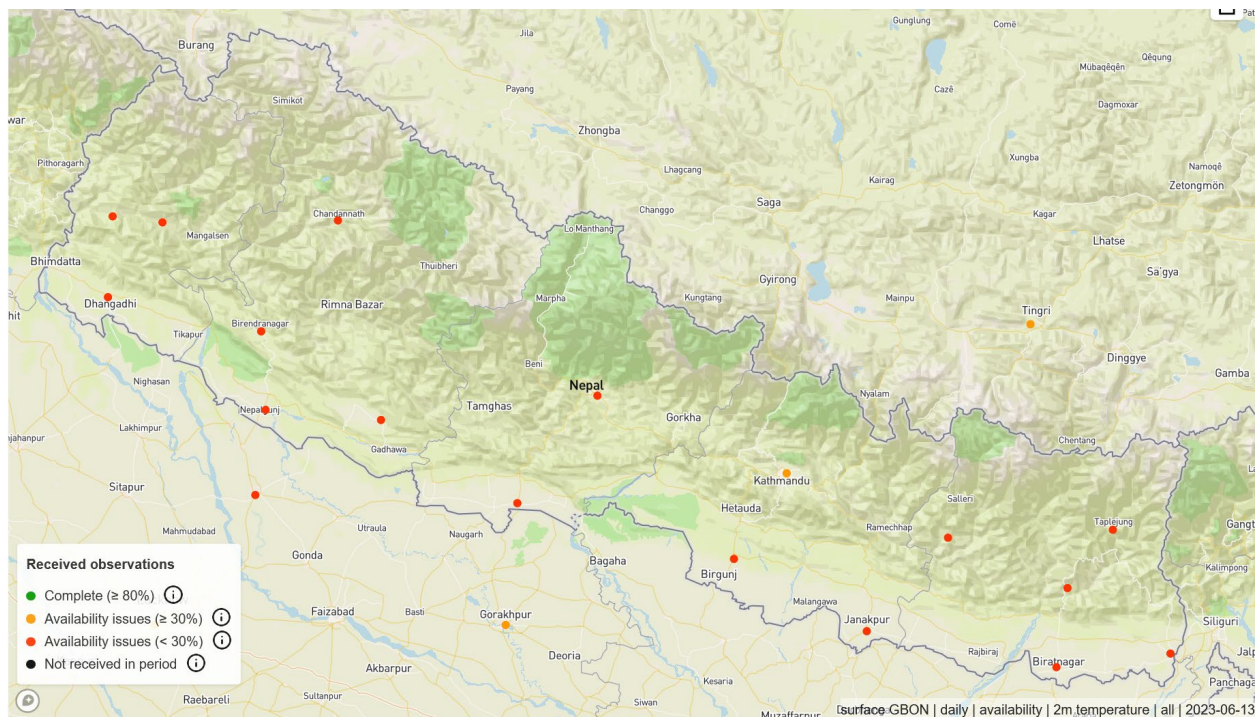 Burang
Jila
Gunglung
Comê
Pat
Qêqung
Mübaqêqên
Simikot
Payang
Cazê
Dagmoxar
war
Zhongba
Pithoragarh
Lhagcang
Xungba
Namoqê
Kairag
Zetongmön
Chandannath
Lo Manthang
Changgo
Saga
Kagar
Mangalsen
Lhatse
Bhimdatta
Thuibheri
Gyirong
Sa'gya
Dhangadhi
Rimna Bazar
Marpha
Kungtang
Mainpu
Tingri
hit
Birendranagar
Tikapur
Dinggye
Beni
Gamba
Nighasan
Nepal
Nyalam
Nepalgunj
Tamghas
Gorkha
Lakhimpur
jahanpur
Gadhawa
Chentang
Sitapur
Kathmandu
Salleri
Hetauda
Taplejung
Mahmudabad
Utraula
Naugarh
Ramechhap
Gangt
Gonda
Bagaha
Birgunj
Kalimpong
Malangawa
Faizabad
Basti
Gorakhpur
Janakpur
Siliguri
Deoria
Rajbiraj
Biratnagar
Jalp
Akbarpur
Kesaria
Panchaga
Raebareli
Sultanpur
Siwan
Muzaffarpur
Received observations
Complete (≥ 80%)
Availability issues (≥ 30%)
Availability issues (< 30%)
Not received in period
surface GBON | daily | availability | 2m temperature | all | 2023-06-13